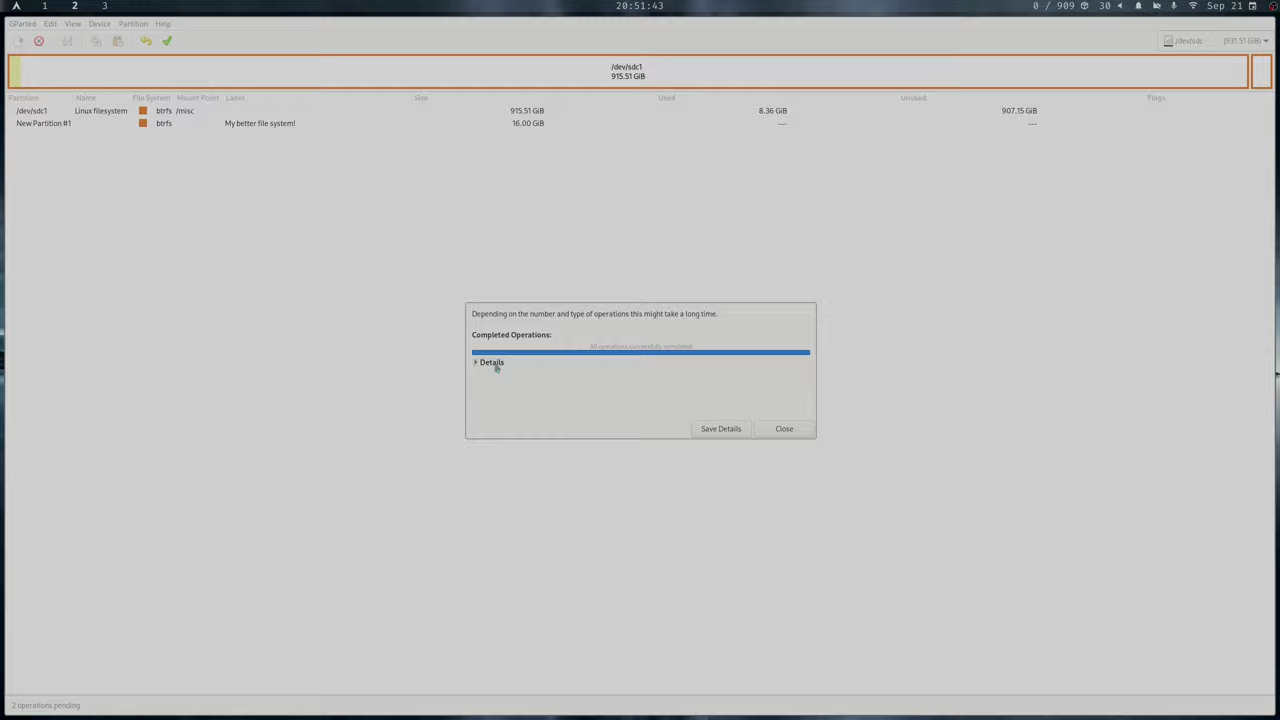 1 2 3 20:51:43 0 / 909 30 Sep 21
GParted Edit View Device Partition Help
/dev/sdc (931.51 GiB)
/dev/sdc1
915.51 GiB
Partition Name File System Mount Point Label Size Used Unused Flags
/dev/sdc1 Linux filesystem btrfs /misc 915.51 GiB 8.36 GiB 907.15 GiB
New Partition #1 btrfs My better file system! 16.00 GiB --- ---
Depending on the number and type of operations this might take a long time.
Completed Operations:
operations successfully completed
Details
Save Details Close
2 operations pending